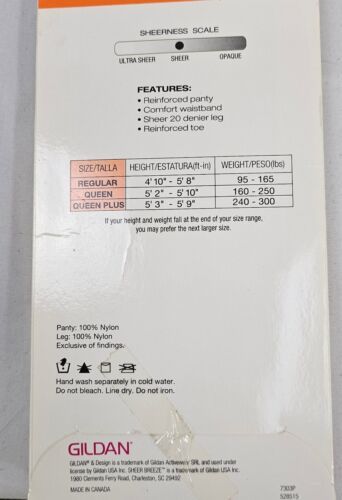 SHEERNESS SCALE
ULTRA SHEER SHEER OPAQUE
FEATURES:
• Reinforced panty
• Comfort waistband
• Sheer 20 denier leg
• Reinforced toe
SIZE/TALLA HEIGHT/ESTATURA(ft-in) WEIGHT/PESO(lbs)
REGULAR 4' 10" - 5' 8" 95 - 165
QUEEN 5' 2" - 5' 10" 160 - 250
QUEEN PLUS 5' 3" - 5' 9" 240 - 300
If your height and weight fall at the end of your size range,
you may prefer the next larger size.
Panty: 100% Nylon
Leg: 100% Nylon
Exclusive of findings.
Hand wash separately in cold water.
Do not bleach. Line dry. Do not iron.
GILDAN®
GILDAN® & Design is a trademark of Gildan Activewear SRL and used under
license by Gildan USA Inc. SHEER BREEZE™ is a trademark of Gildan USA Inc.
1980 Clements Ferry Road, Charleston, SC 29492
MADE IN CANADA
7303P
528515